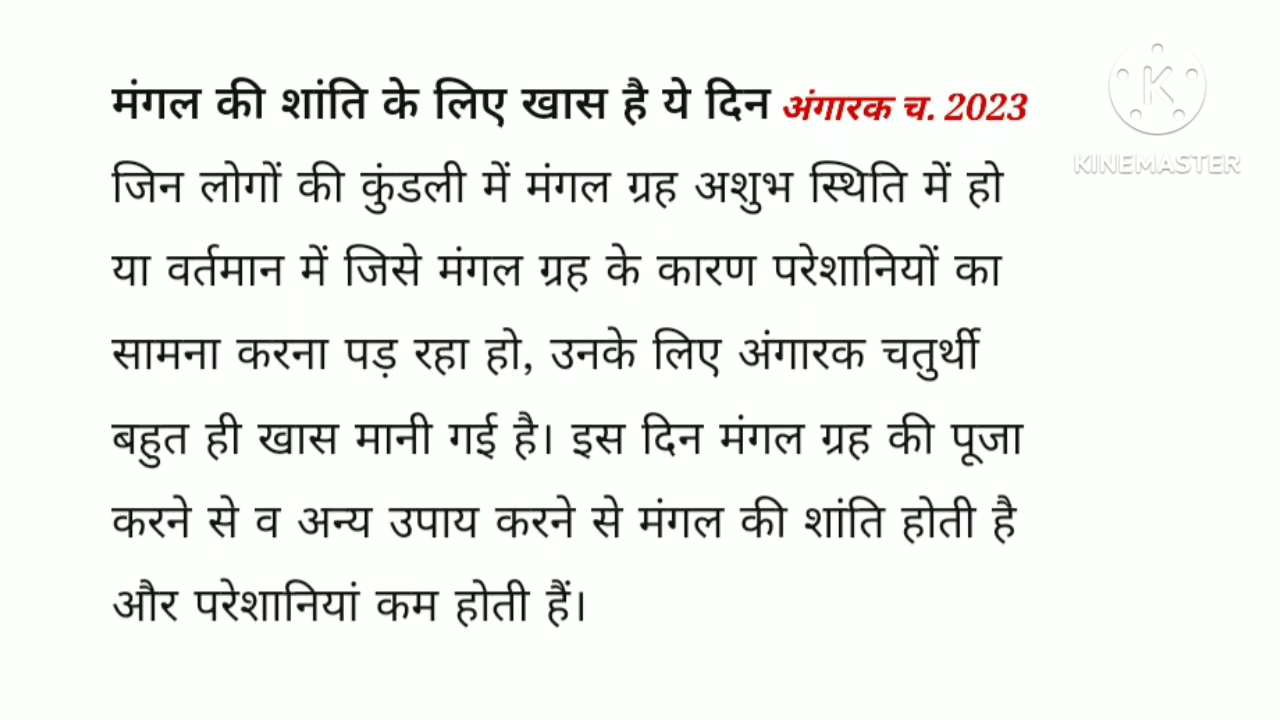 मंगल की शांति के लिए खास है ये दिन अंगारक च. 2023
KINEMASTER
जिन लोगों की कुंडली में मंगल ग्रह अशुभ स्थिति में हो
या वर्तमान में जिसे मंगल ग्रह के कारण परेशानियों का
सामना करना पड़ रहा हो, उनके लिए अंगारक चतुर्थी
बहुत ही खास मानी गई है। इस दिन मंगल ग्रह की पूजा
करने से व अन्य उपाय करने से मंगल की शांति होती है
और परेशानियां कम होती हैं।